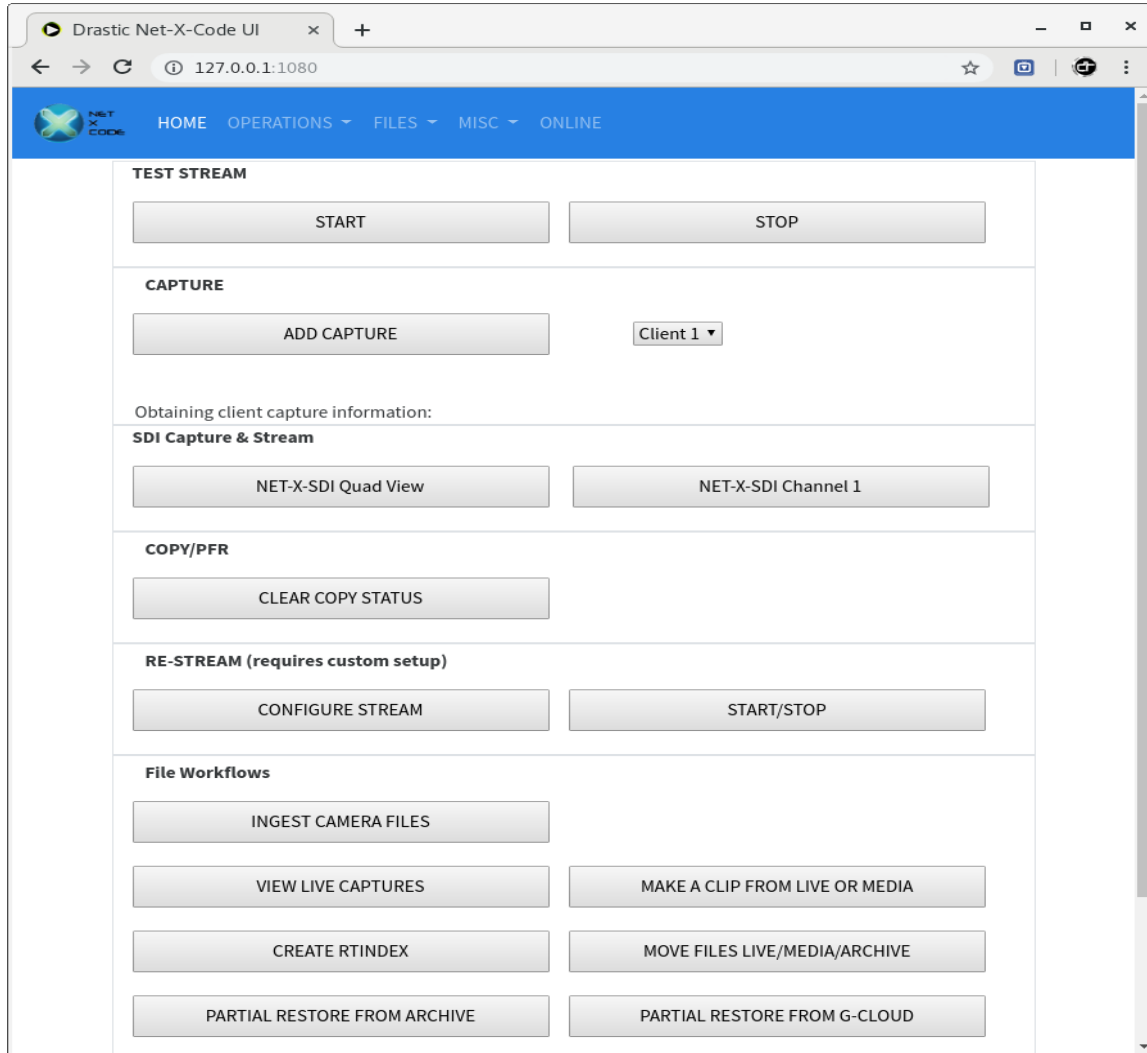 Drastic Net-X-Code UI
127.0.0.1:1080
NET
X
CODE
HOME OPERATIONS FILES MISC ONLINE
TEST STREAM
START STOP
CAPTURE
ADD CAPTURE Client 1
Obtaining client capture information:
SDI Capture & Stream
NET-X-SDI Quad View NET-X-SDI Channel 1
COPY/PFR
CLEAR COPY STATUS
RE-STREAM (requires custom setup)
CONFIGURE STREAM START/STOP
File Workflows
INGEST CAMERA FILES
VIEW LIVE CAPTURES MAKE A CLIP FROM LIVE OR MEDIA
CREATE RTINDEX MOVE FILES LIVE/MEDIA/ARCHIVE
PARTIAL RESTORE FROM ARCHIVE PARTIAL RESTORE FROM G-CLOUD